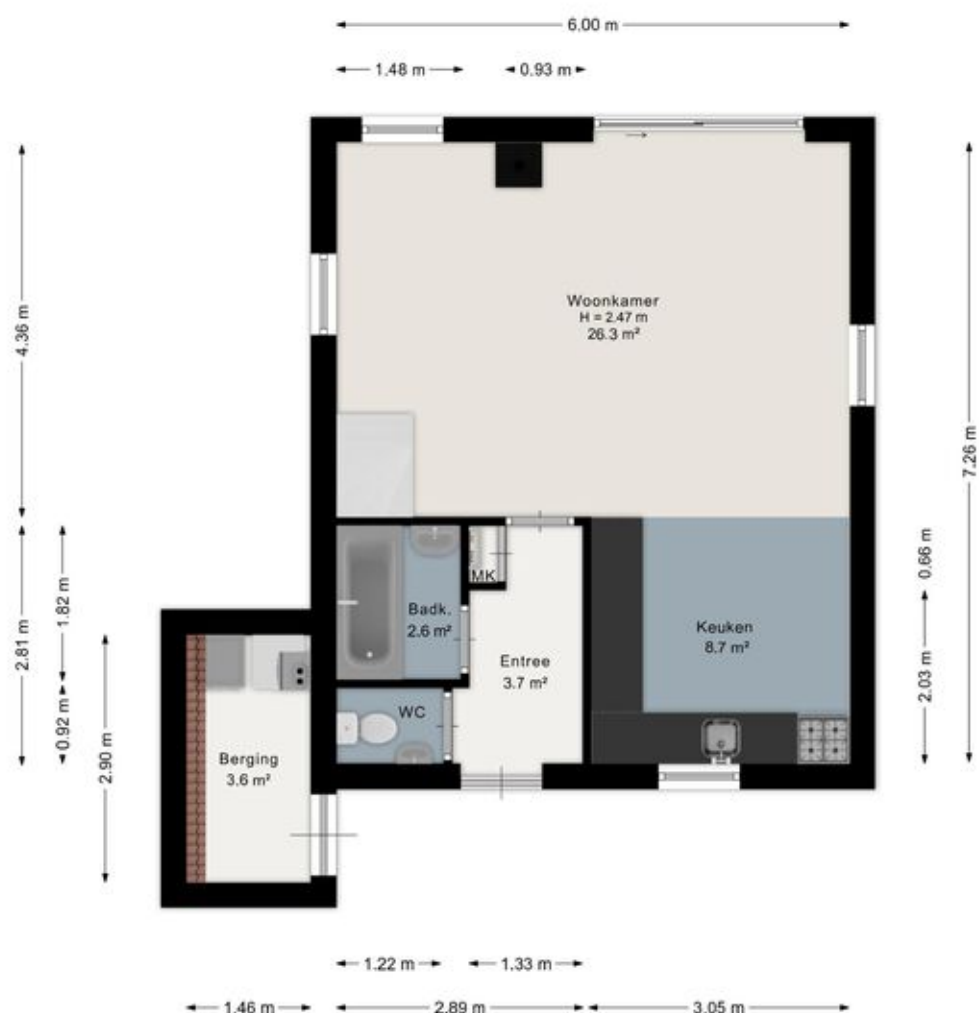 6.00 m
1.48 m
0.93 m
4.36 m
Woonkamer
H = 2.47 m
26.3 m²
7.26 m
MK
Badk.
2.6 m²
Entree
3.7 m²
Keuken
8.7 m²
0.66 m
2.03 m
2.81 m
1.82 m
0.92 m
2.90 m
WC
Berging
3.6 m²
1.22 m
1.33 m
1.46 m
2.89 m
3.05 m